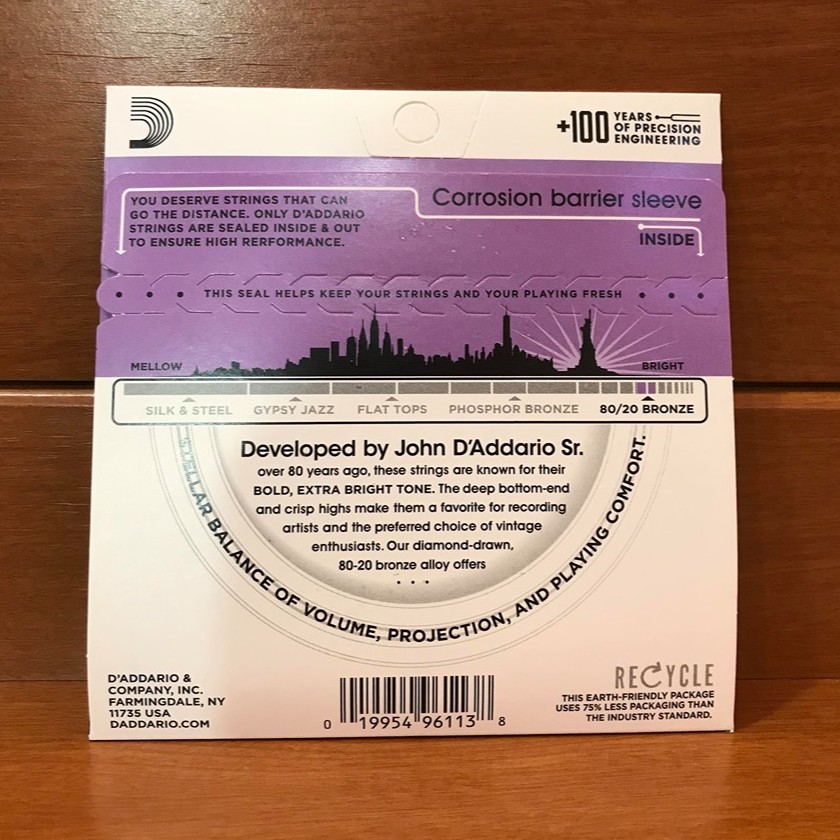 +100 YEARS
OF PRECISION
ENGINEERING
YOU DESERVE STRINGS THAT CAN
GO THE DISTANCE. ONLY D'ADDARIO
STRINGS ARE SEALED INSIDE & OUT
TO ENSURE HIGH RERFORMANCE.
Corrosion barrier sleeve
INSIDE
THIS SEAL HELPS KEEP YOUR STRINGS AND YOUR PLAYING FRESH
MELLOW
BRIGHT
SILK & STEEL GYPSY JAZZ FLAT TOPS PHOSPHOR BRONZE 80/20 BRONZE
Developed by John D'Addario Sr.
over 80 years ago, these strings are known for their
BOLD, EXTRA BRIGHT TONE. The deep bottom-end
and crisp highs make them a favorite for recording
artists and the preferred choice of vintage
enthusiasts. Our diamond-drawn,
80-20 bronze alloy offers
...
STELLAR BALANCE OF VOLUME, PROJECTION, AND PLAYING COMFORT.
D'ADDARIO &
COMPANY, INC.
FARMINGDALE, NY
11735 USA
DADDARIO.COM
0 19954 96113 8
RECYCLE
THIS EARTH-FRIENDLY PACKAGE
USES 75% LESS PACKAGING THAN
THE INDUSTRY STANDARD.